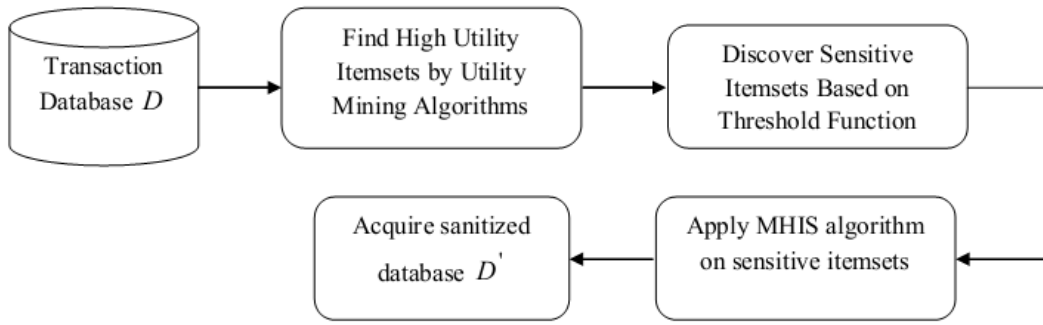 Transaction
Database D
Find High Utility
Itemsets by Utility
Mining Algorithms
Discover Sensitive
Itemsets Based on
Threshold Function
Acquire sanitized
database D'
Apply MHIS algorithm
on sensitive itemsets